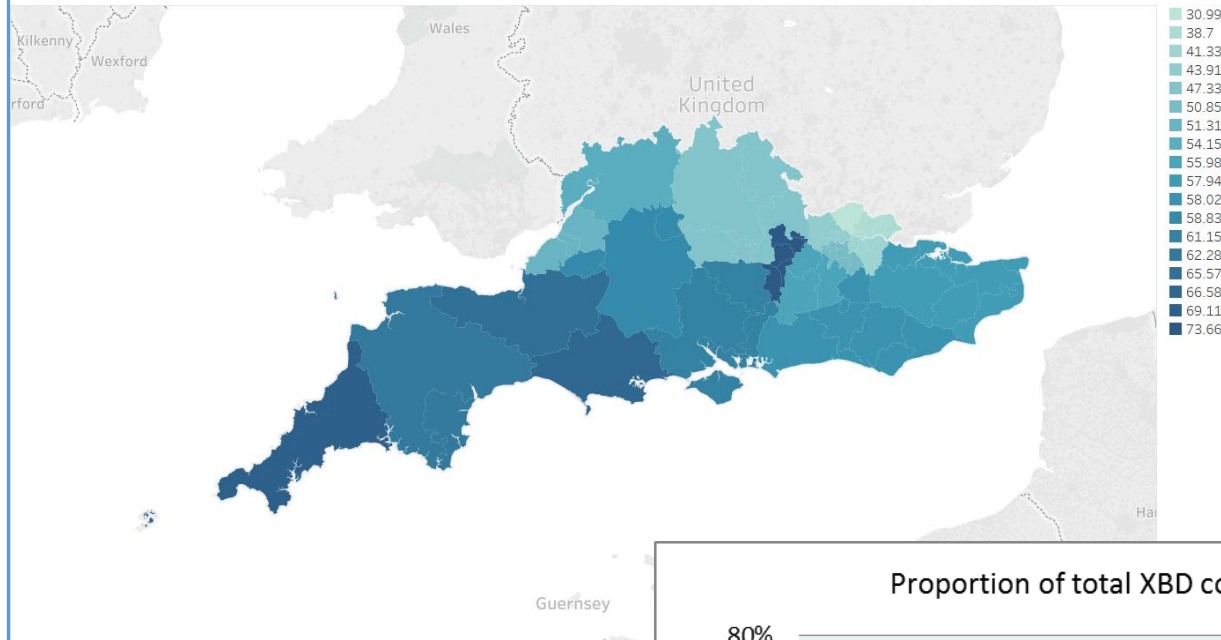 Kilkenny
Wexford
Wales
United
Kingdom
Guernsey
30.99
38.7
41.33
43.91
47.33
50.85
51.31
54.15
55.98
57.94
58.02
58.83
61.15
62.28
65.57
66.58
69.11
73.66
Proportion of total XBD
80%